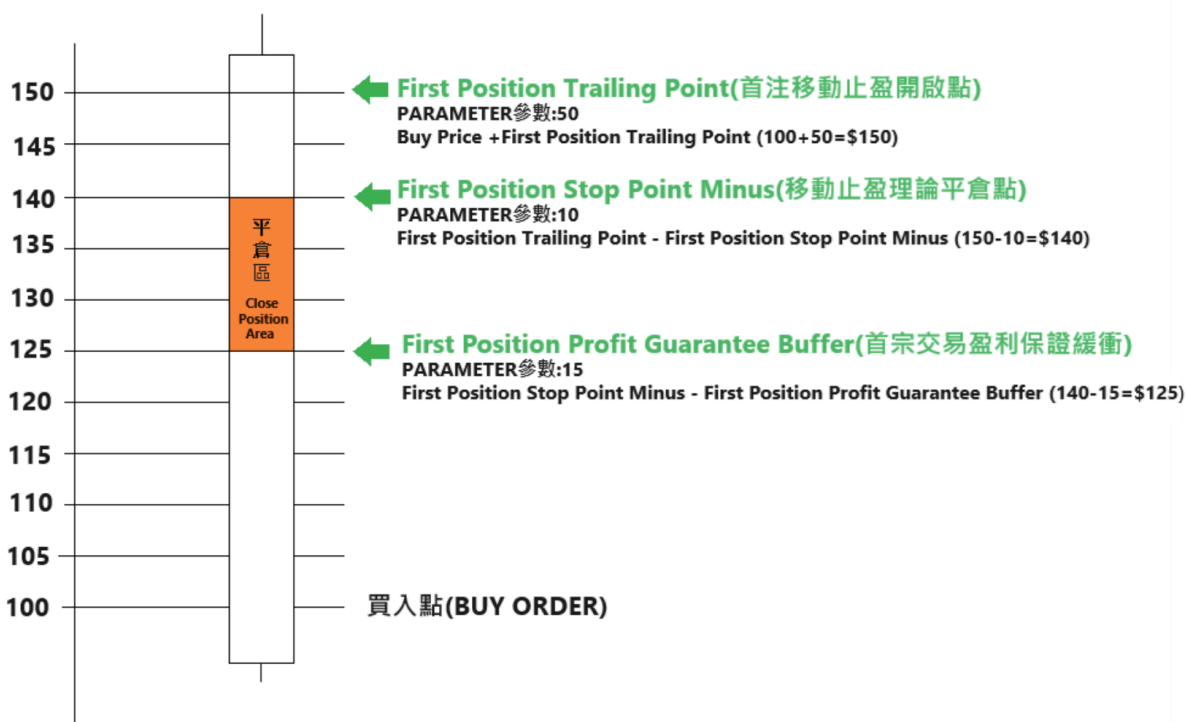 150
First Position Trailing Point(首注移動止盈開啟點)
PARAMETER參數:50
Buy Price +First Position Trailing Point (100+50=$150)
145
140
First Position Stop Point Minus(移動止盈理論平倉點)
PARAMETER參數:10
First Position Trailing Point - First Position Stop Point Minus (150-10=$140)
135
平
倉
區
130
Close
Position
Area
125
First Position Profit Guarantee Buffer(首宗交易盈利保證緩衝)
PARAMETER參數:15
First Position Stop Point Minus - First Position Profit Guarantee Buffer (140-15=$125)
120
115
110
105
100
買入點(BUY ORDER)